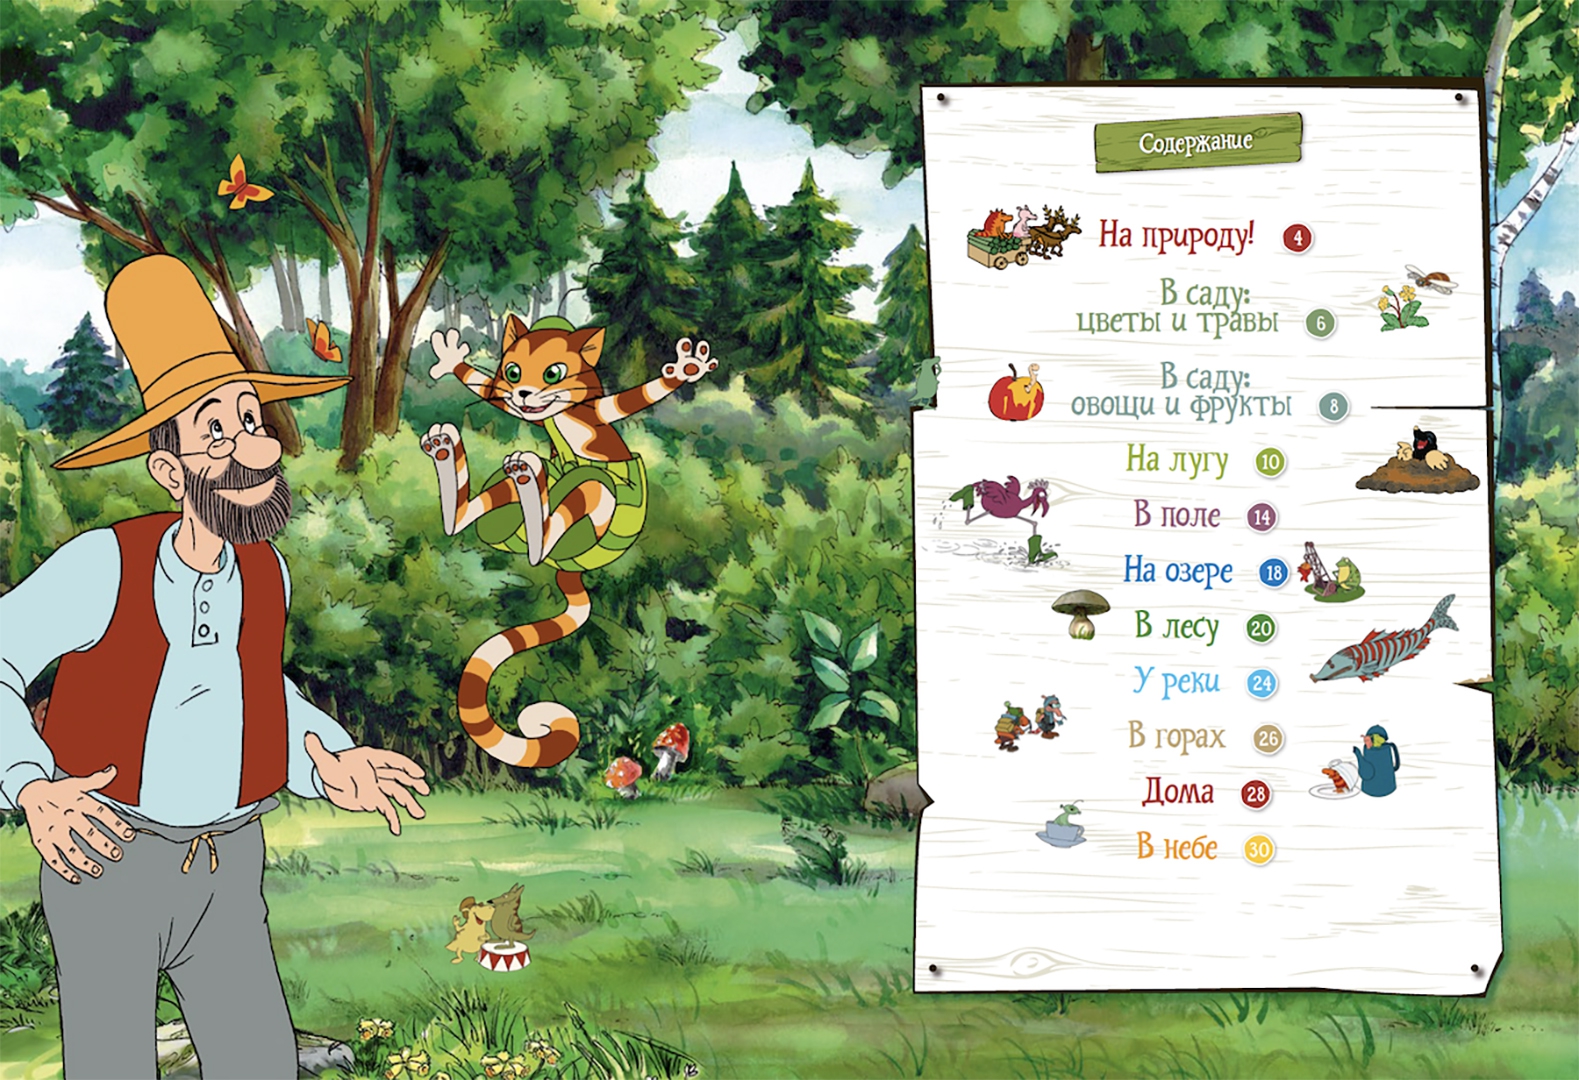 Содержание
На природу! 4
В саду:
цветы и травы 6
В саду:
овощи и фрукты 8
На лугу 10
В поле 14
На озере 18
В лесу 20
У реки 24
В горах 26
Дома 28
В небе 30